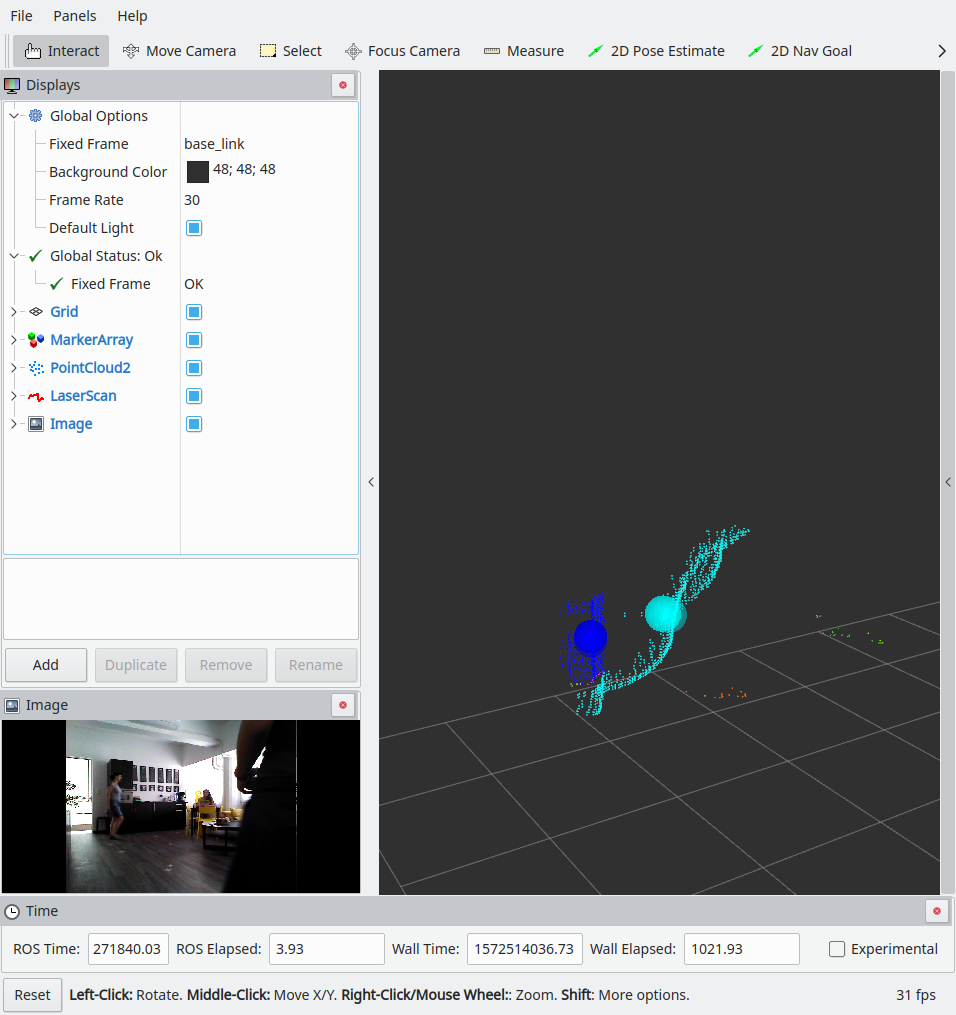 File Panels Help
Interact Move Camera Select Focus Camera Measure 2D Pose Estimate 2D Nav Goal
Displays
Global Options
Fixed Frame base_link
Background Color 48; 48; 48
Frame Rate 30
Default Light
Global Status: Ok
Fixed Frame OK
Grid
MarkerArray
PointCloud2
LaserScan
Image
Add Duplicate Remove Rename
Image
Time
ROS Time: 271840.03 ROS Elapsed: 3.93 Wall Time: 1572514036.73 Wall Elapsed: 1021.93 Experimental
Reset Left-Click: Rotate. Middle-Click: Move X/Y. Right-Click/Mouse Wheel:: Zoom. Shift: More options. 31 fps